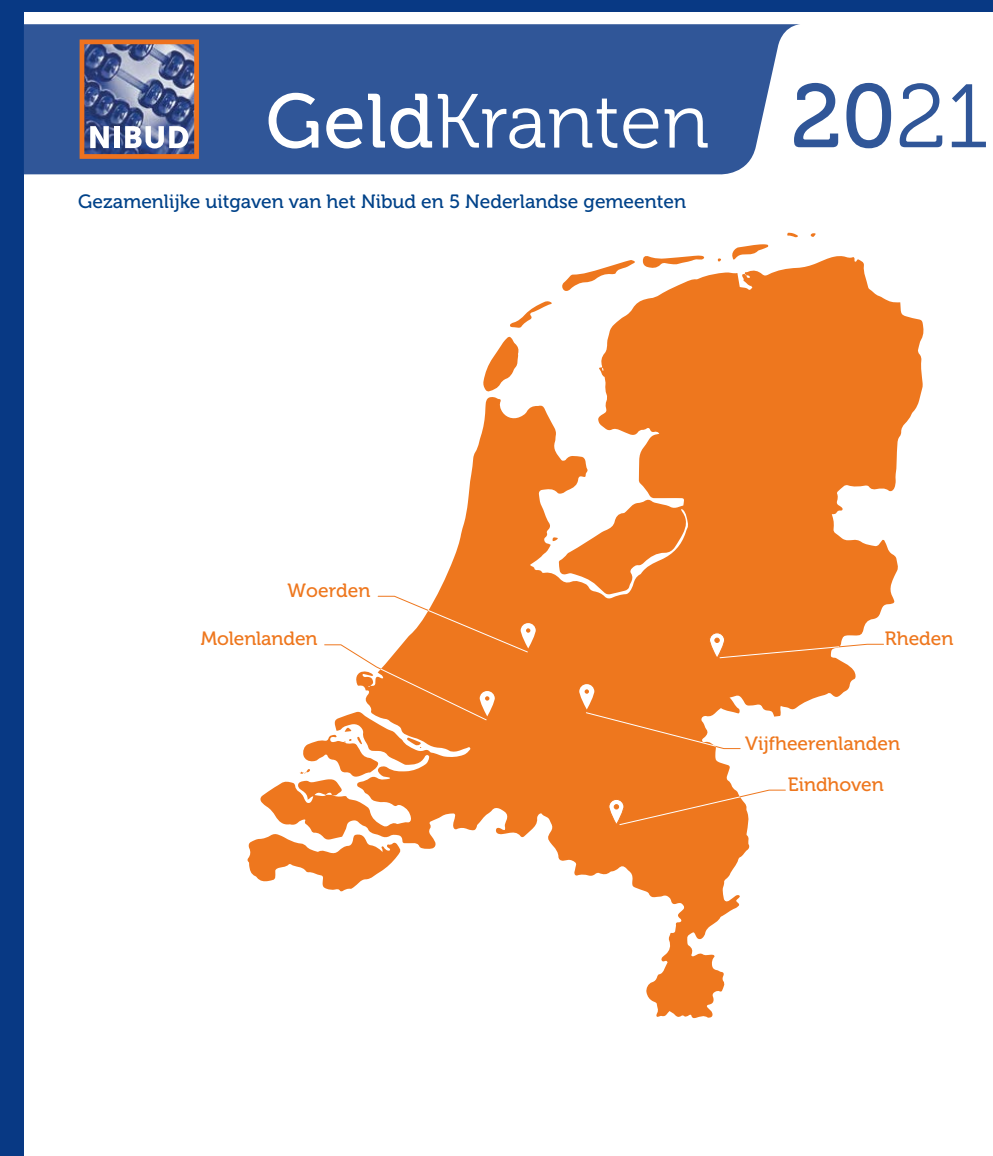 NIBUD
GeldKranten 2021
Gezamenlijke uitgaven van het Nibud en 5 Nederlandse gemeenten
Woerden
Molenlanden
Rheden
Vijfheerenlanden
Eindhoven